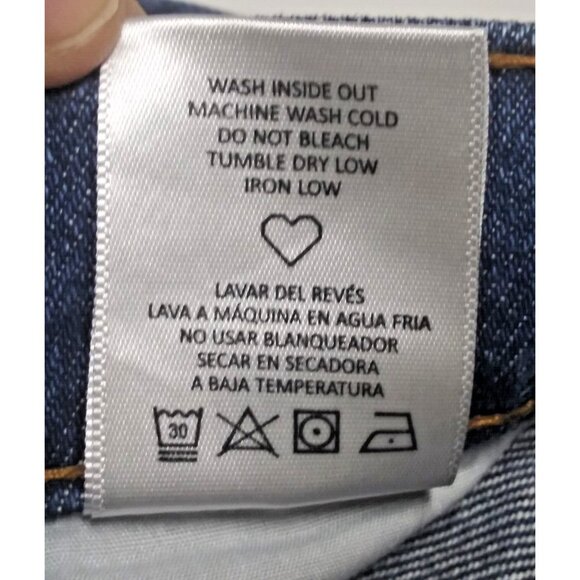 WASH INSIDE OUT
MACHINE WASH COLD
DO NOT BLEACH
TUMBLE DRY LOW
IRON LOW
LAVAR DEL REVÉS
LAVA A MÁQUINA EN AGUA FRIA
NO USAR BLANQUEADOR
SECAR EN SECADORA
A BAJA TEMPERATURA
30